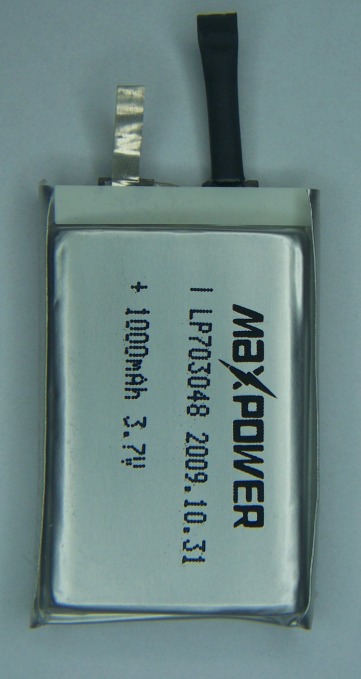 maxpower
| LP703048 2009.10.31
+ 1000mAh 3.7V